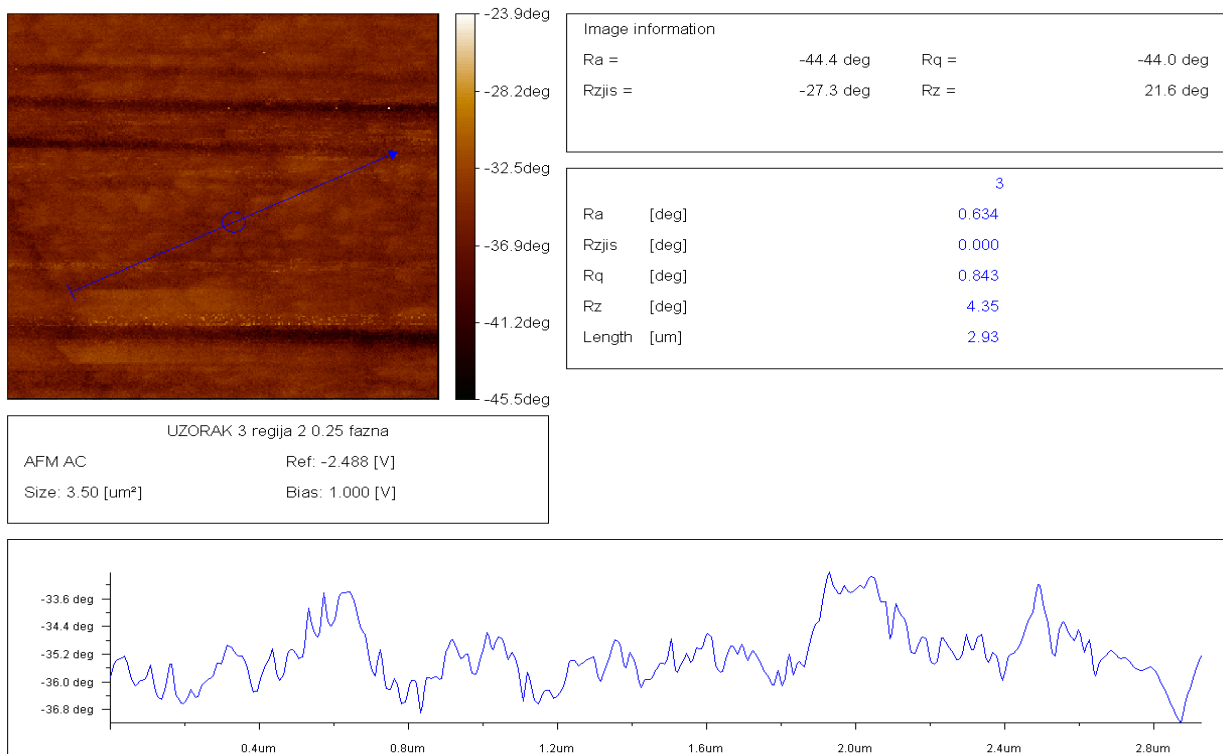 -23.9deg
-28.2deg
-32.5deg
-36.9deg
-41.2deg
-45.5deg
Image information
Ra = -44.4 deg Rq = -44.0 deg
Rzjis = -27.3 deg Rz = 21.6 deg
3
Ra [deg] 0.634
Rzjis [deg] 0.000
Rq [deg] 0.843
Rz [deg] 4.35
Length [um] 2.93
UZORAK 3 regija 2 0.25 fazna
AFM AC Ref: -2.488 [V]
Size: 3.50 [um²] Bias: 1.000 [V]
-33.6 deg
-34.4 deg
-35.2 deg
-36.0 deg
-36.8 deg
0.4um 0.8um 1.2um 1.6um 2.0um 2.4um 2.8um